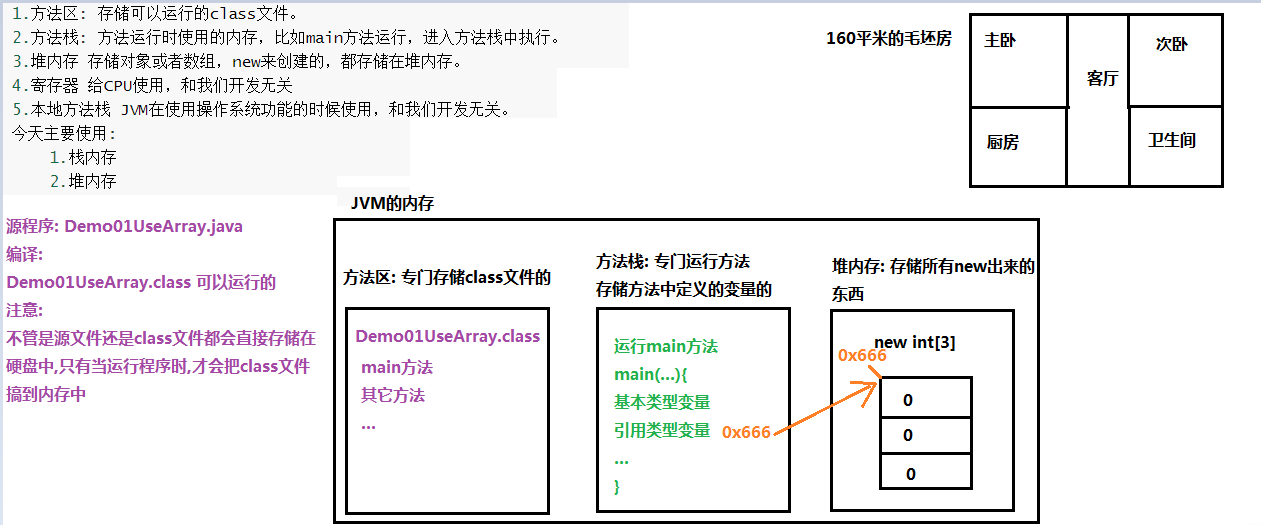 1.方法区: 存储可以运行的class文件。
2.方法栈: 方法运行时使用的内存，比如main方法运行，进入方法栈中执行。
3.堆内存 存储对象或者数组，new来创建的，都存储在堆内存。
4.寄存器 给CPU使用，和我们开发无关
5.本地方法栈 JVM在使用操作系统功能的时候使用，和我们开发无关。
今天主要使用:
1.栈内存
2.堆内存
160平米的毛坯房
主卧
次卧
客厅
厨房
卫生间
源程序: Demo01UseArray.java
编译:
Demo01UseArray.class 可以运行的
注意:
不管是源文件还是class文件都会直接存储在
硬盘中,只有当运行程序时,才会把class文件
搞到内存中
JVM的内存
方法区: 专门存储class文件的
Demo01UseArray.class
main方法
其它方法
...
方法栈: 专门运行方法
存储方法中定义的变量的
运行main方法
main(...){
基本类型变量
引用类型变量 0x666
...
}
堆内存: 存储所有new出来的
东西
new int[3]
0x666
0
0
0